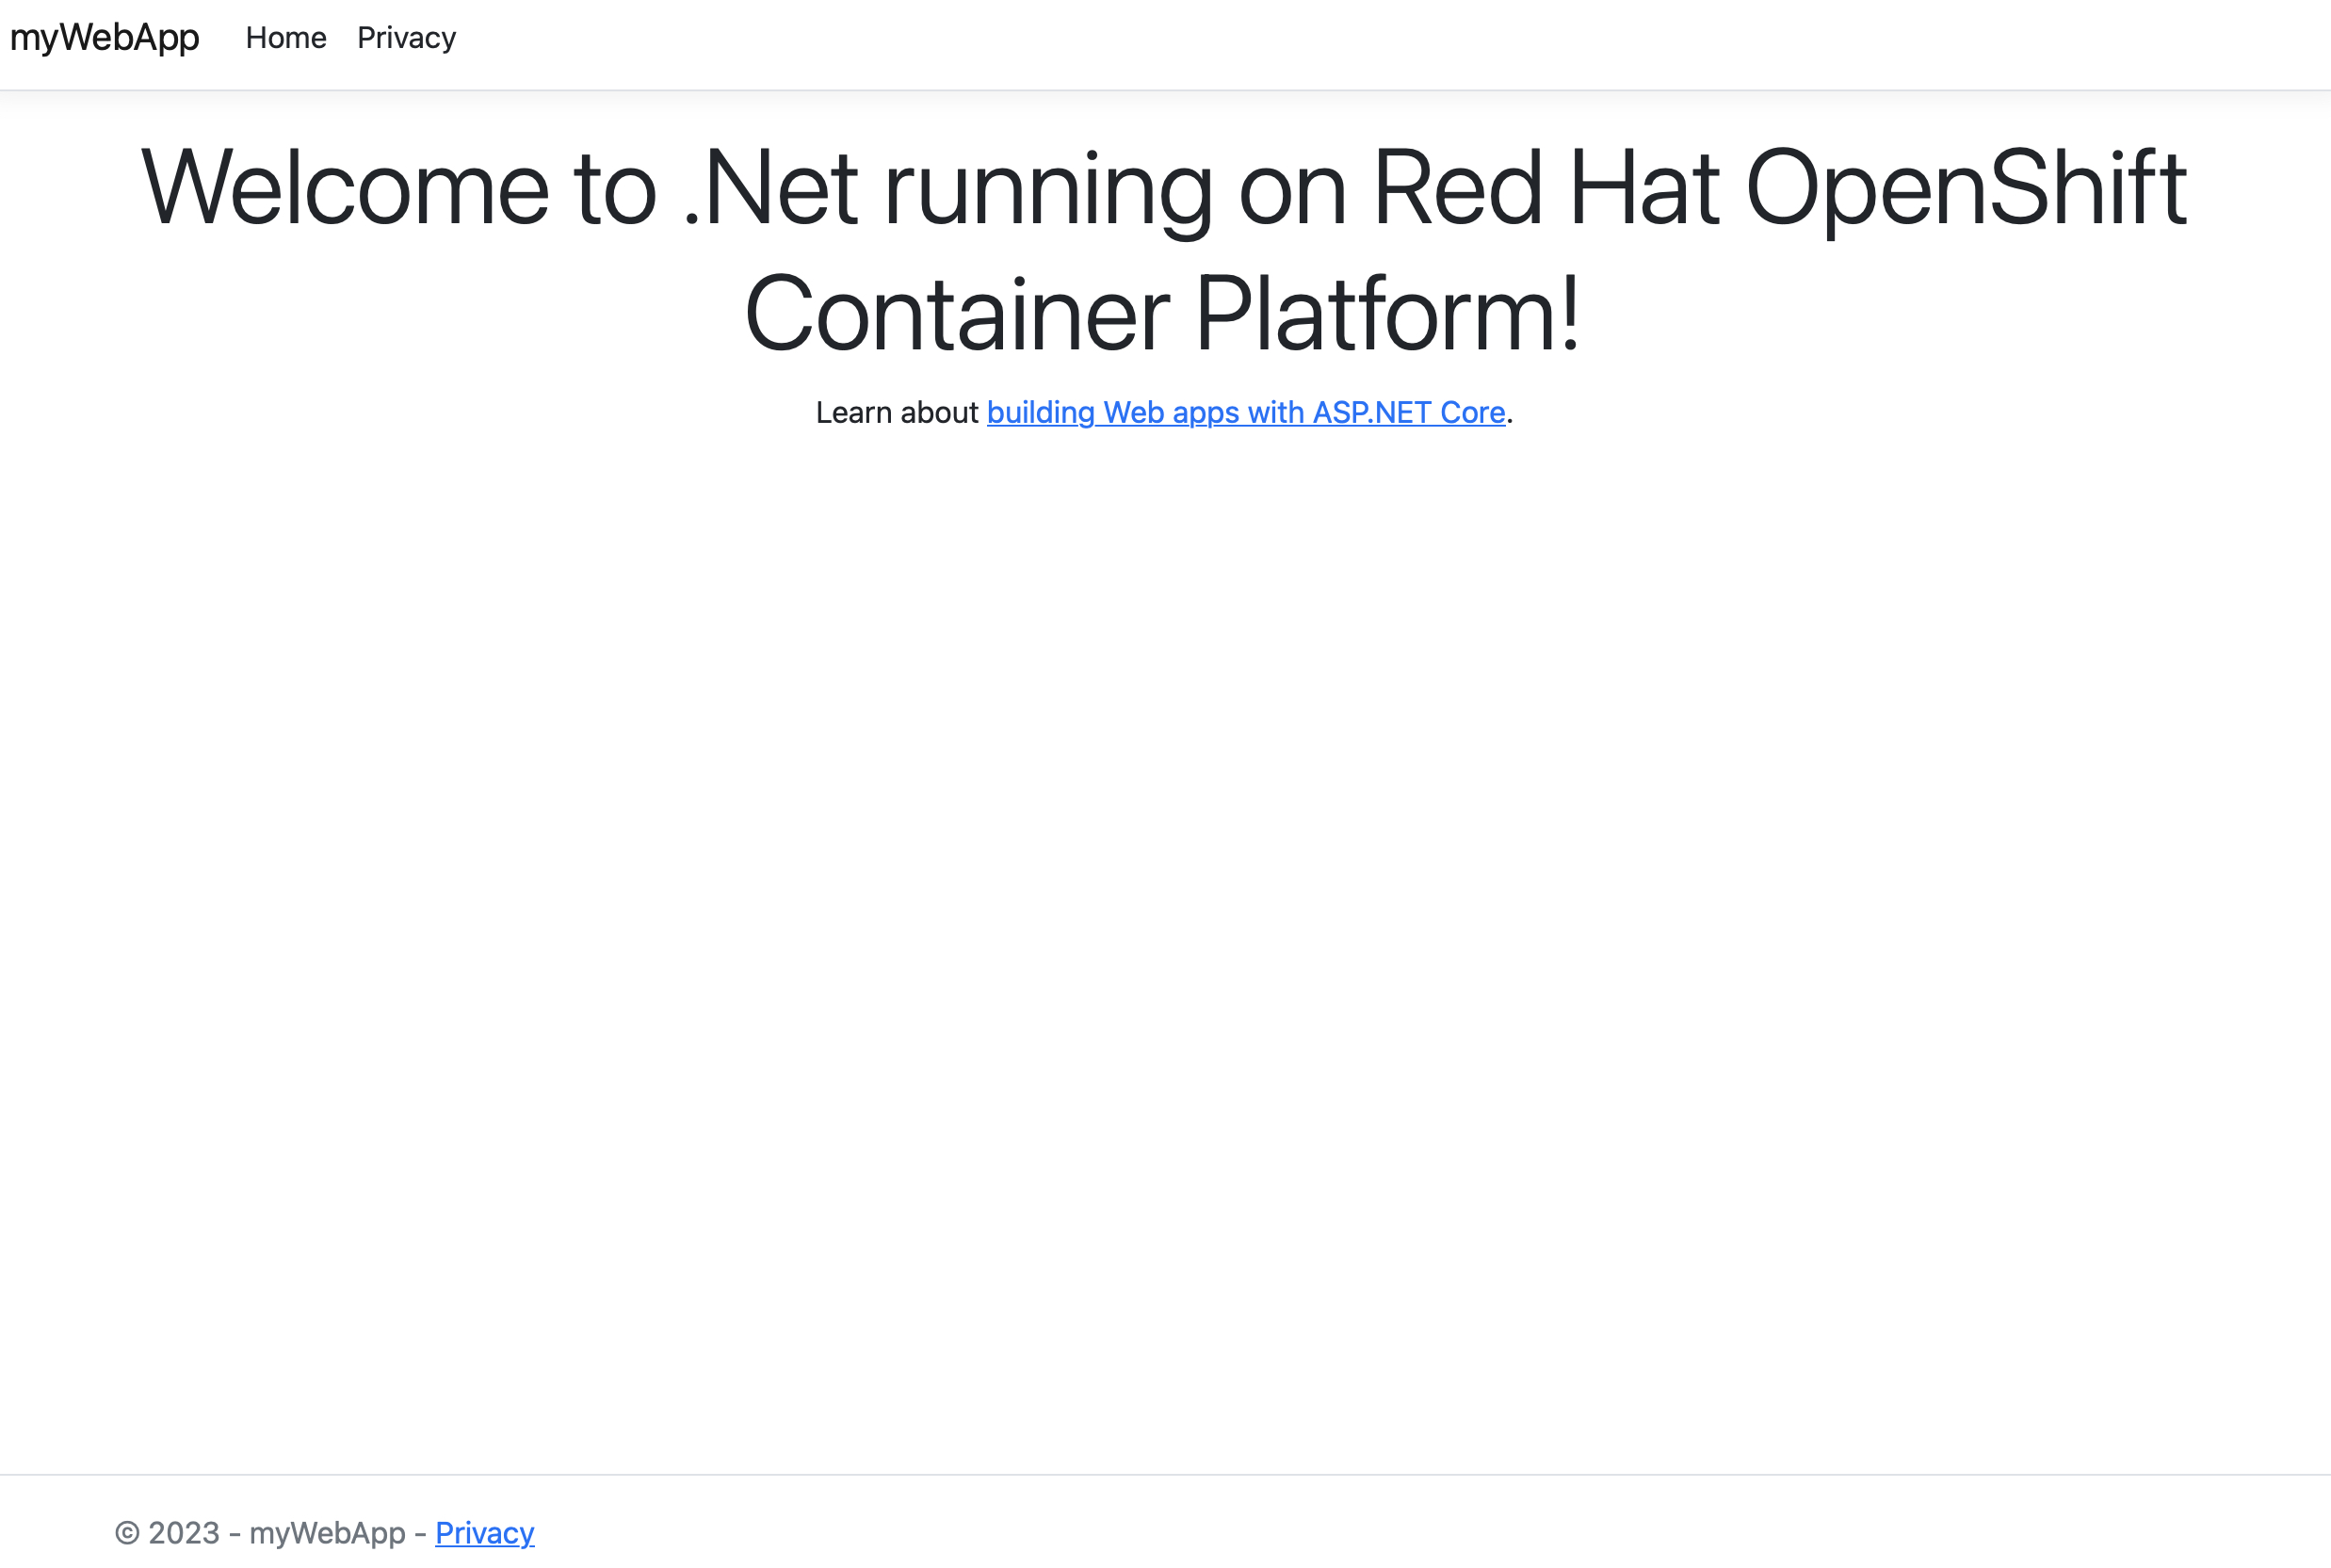 myWebApp Home Privacy
Welcome to .Net running on Red Hat OpenShift
Container Platform!
Learn about building Web apps with ASP.NET Core.
© 2023 - myWebApp - Privacy